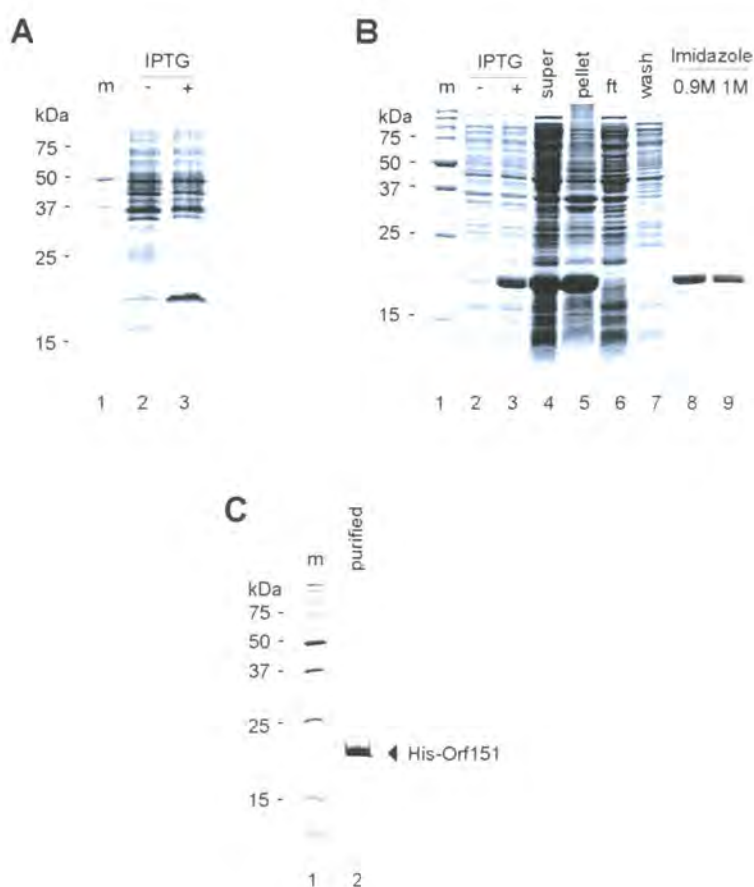 A
IPTG
m - +
kDa
75 -
50 -
37 -
25 -
15 -
1 2 3
B
IPTG super pellet ft wash Imidazole
m - + 0.9M 1M
kDa
75 -
50 -
37 -
25 -
15 -
1 2 3 4 5 6 7 8 9
C
m purified
kDa
75 -
50 -
37 -
25 -
15 -
His-Orf151
1 2